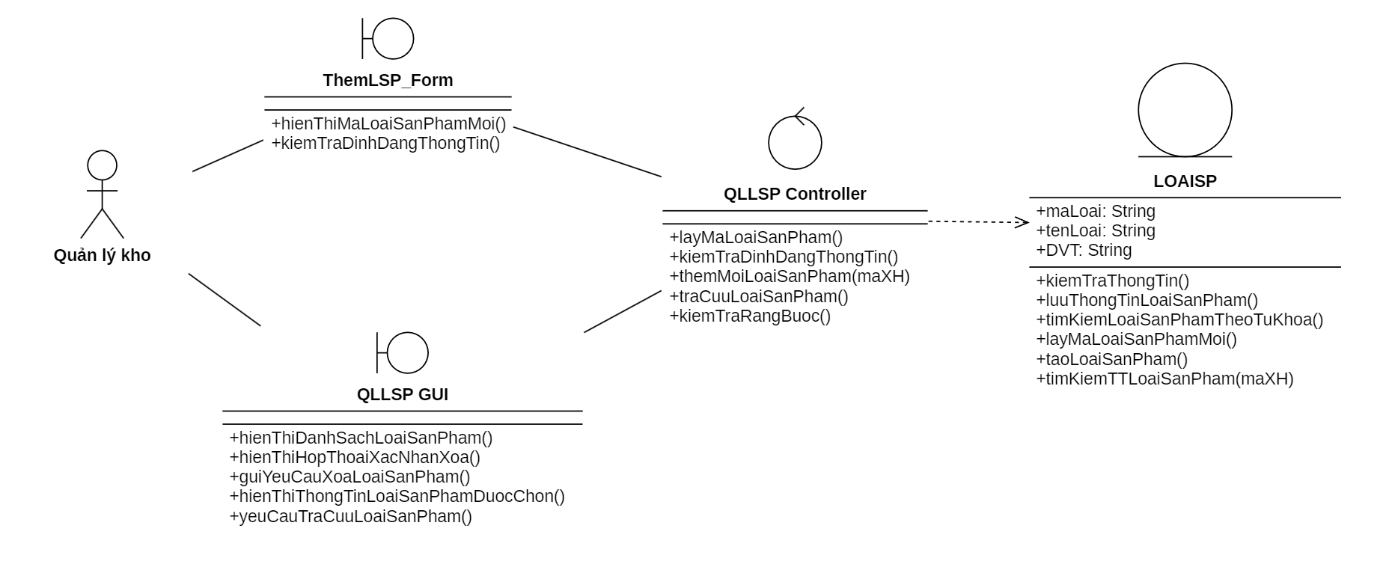 ThemLSP_Form
+hienThiMaLoaiSanPhamMoi()
+kiemTraDinhDangThongTin()
Quản lý kho
QLLSP GUI
+hienThiDanhSachLoaiSanPham()
+hienThiHopThoaiXacNhanXoa()
+guiYeuCauXoaLoaiSanPham()
+hienThiThongTinLoaiSanPhamDuocChon()
+yeuCauTraCuuLoaiSanPham()
QLLSP Controller
+layMaLoaiSanPham()
+kiemTraDinhDangThongTin()
+themMoiLoaiSanPham(maXH)
+traCuuLoaiSanPham()
+kiemTraRangBuoc()
LOAISP
+maLoai: String
+tenLoai: String
+DVT: String
+kiemTraThongTin()
+luuThongTinLoaiSanPham()
+timKiemLoaiSanPhamTheoTuKhoa()
+layMaLoaiSanPhamMoi()
+taoLoaiSanPham()
+timKiemTTLoaiSanPham(maXH)